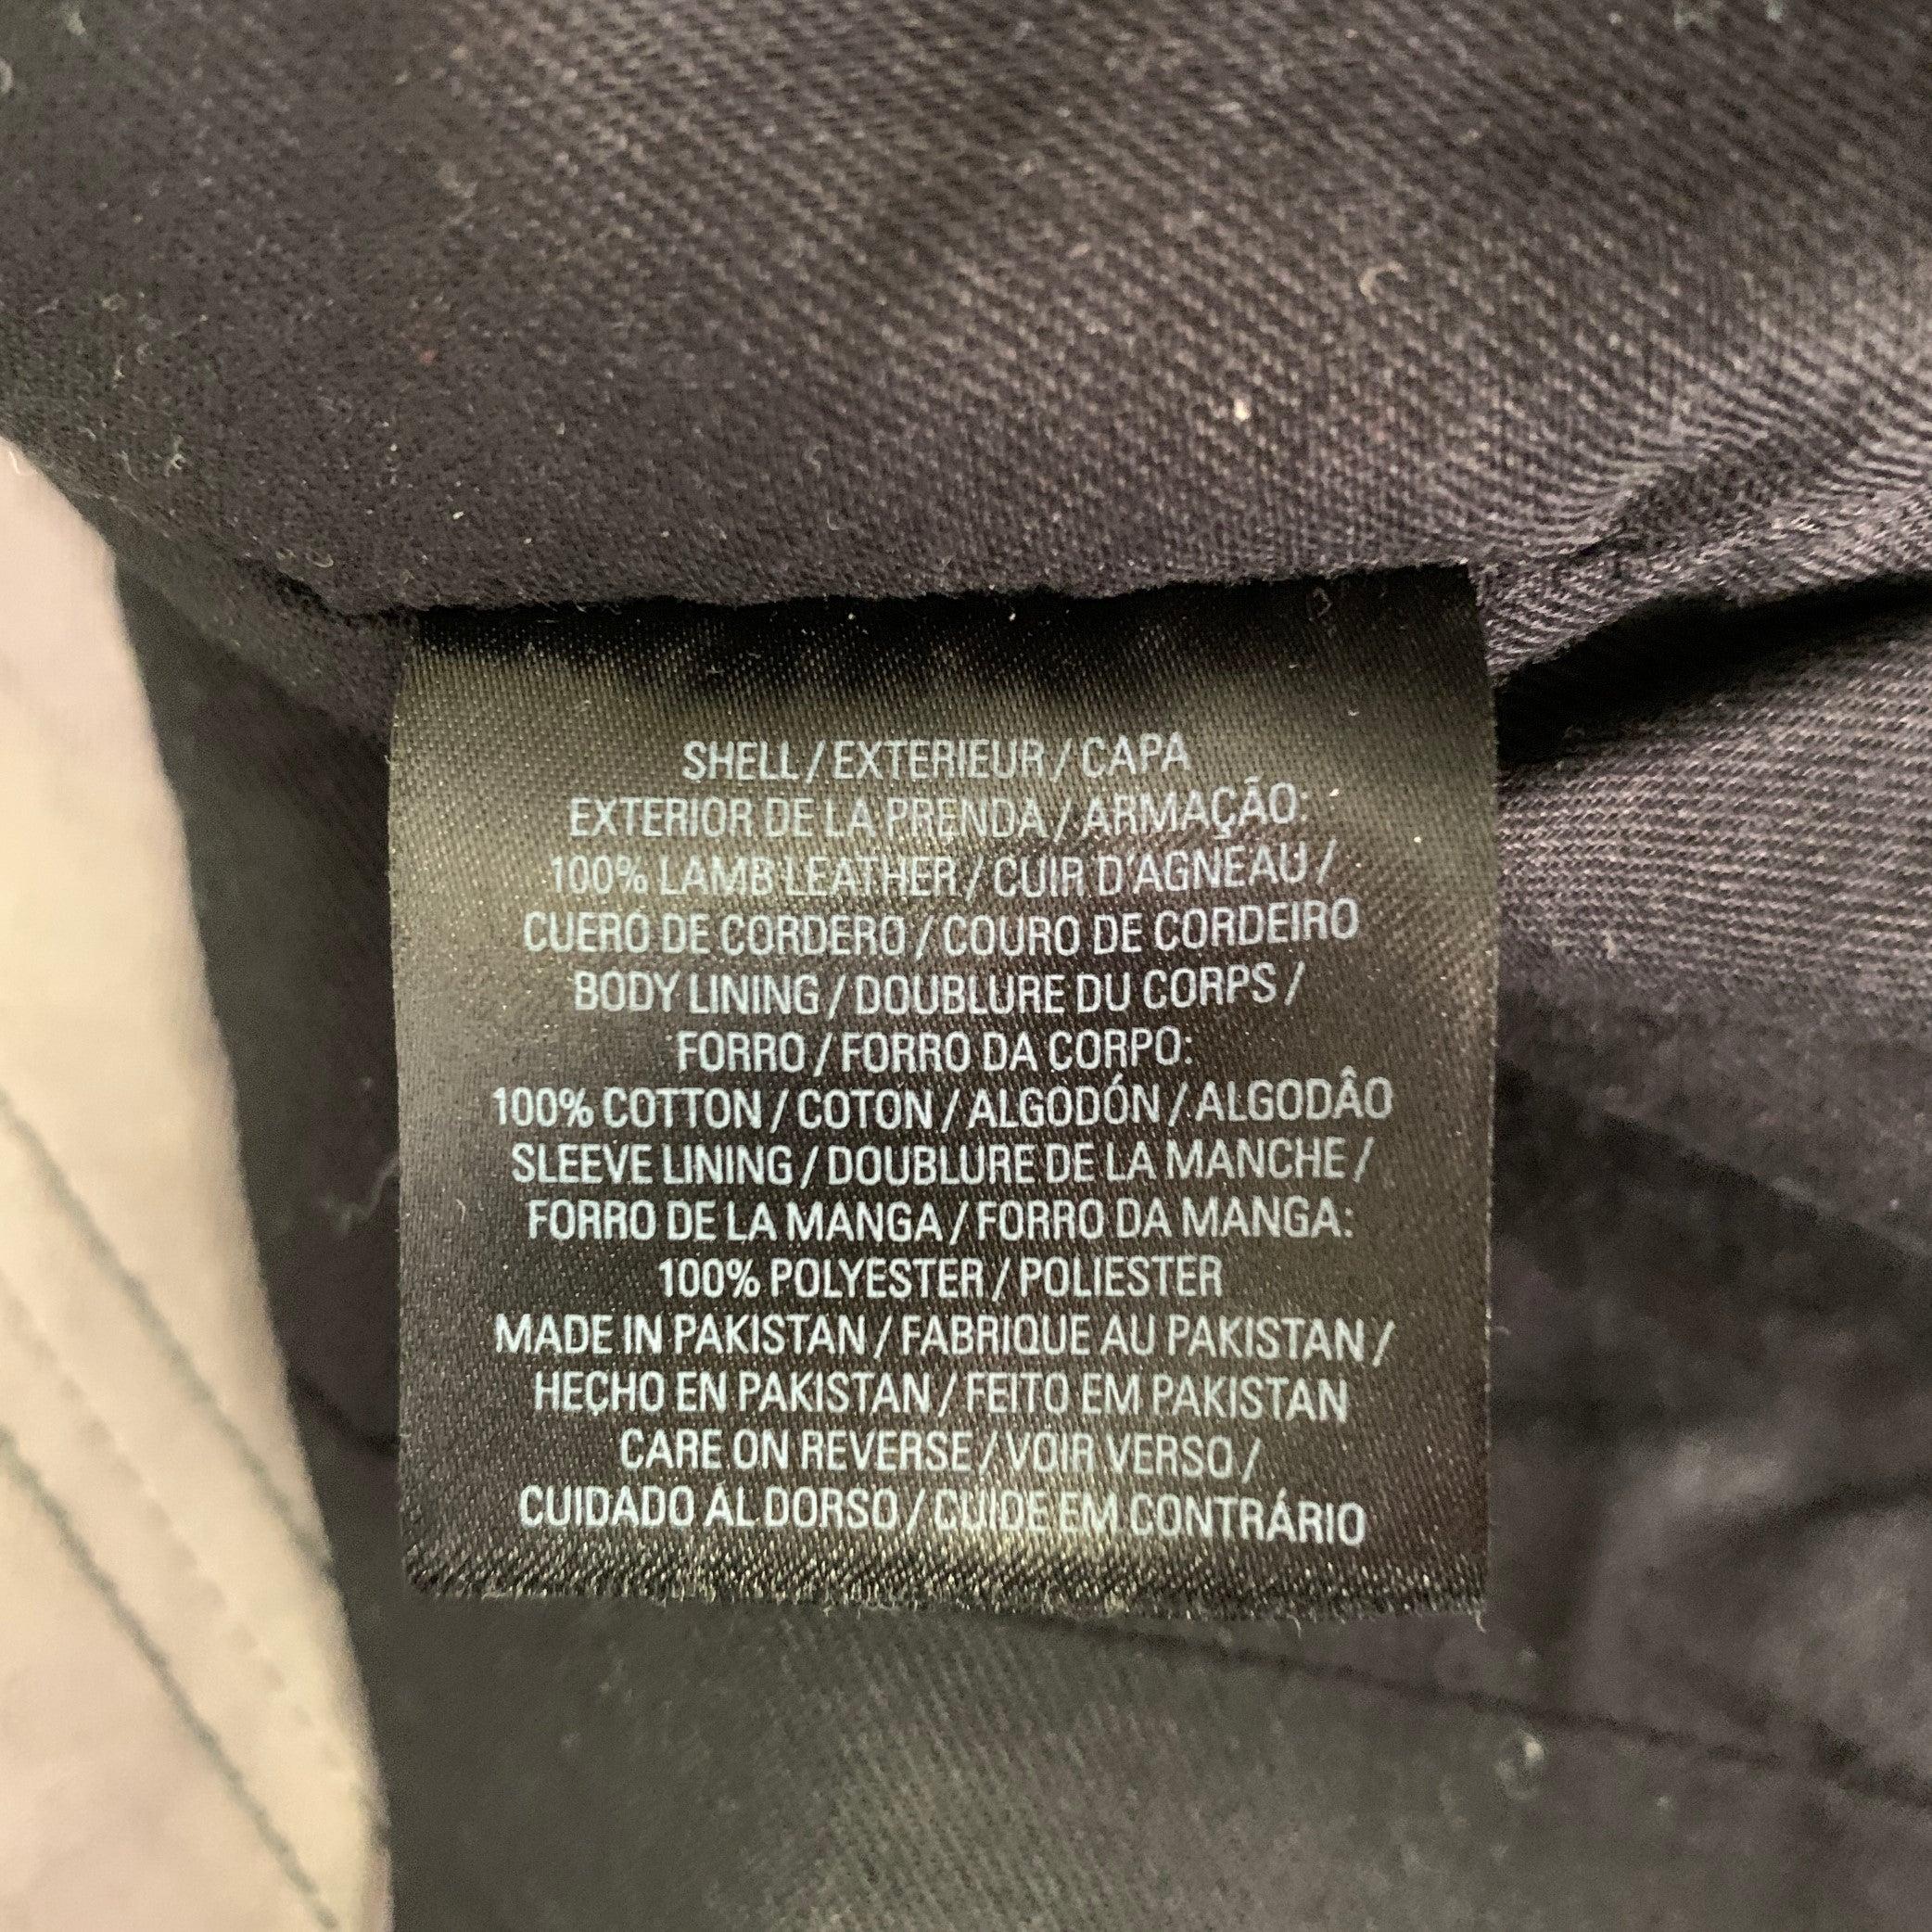 SHELL / EXTERIEUR / CAPA
EXTERIOR DE LA PRENDA / ARMAÇÃO:
100% LAMB LEATHER / CUIR D'AGNEAU /
CUERO DE CORDERO / COURO DE CORDEIRO
BODY LINING / DOUBLURE DU CORPS /
FORRO / FORRO DA CORPO:
100% COTTON / COTON / ALGODÓN / ALGODÂO
SLEEVE LINING / DOUBLURE DE LA MANCHE /
FORRO DE LA MANGA / FORRO DA MANGA:
100% POLYESTER / POLIESTER
MADE IN PAKISTAN / FABRIQUE AU PAKISTAN /
HECHO EN PAKISTAN / FEITO EM PAKISTAN
CARE ON REVERSE / VOIR VERSO /
CUIDADO AL DORSO / CUIDE EM CONTRÁRIO